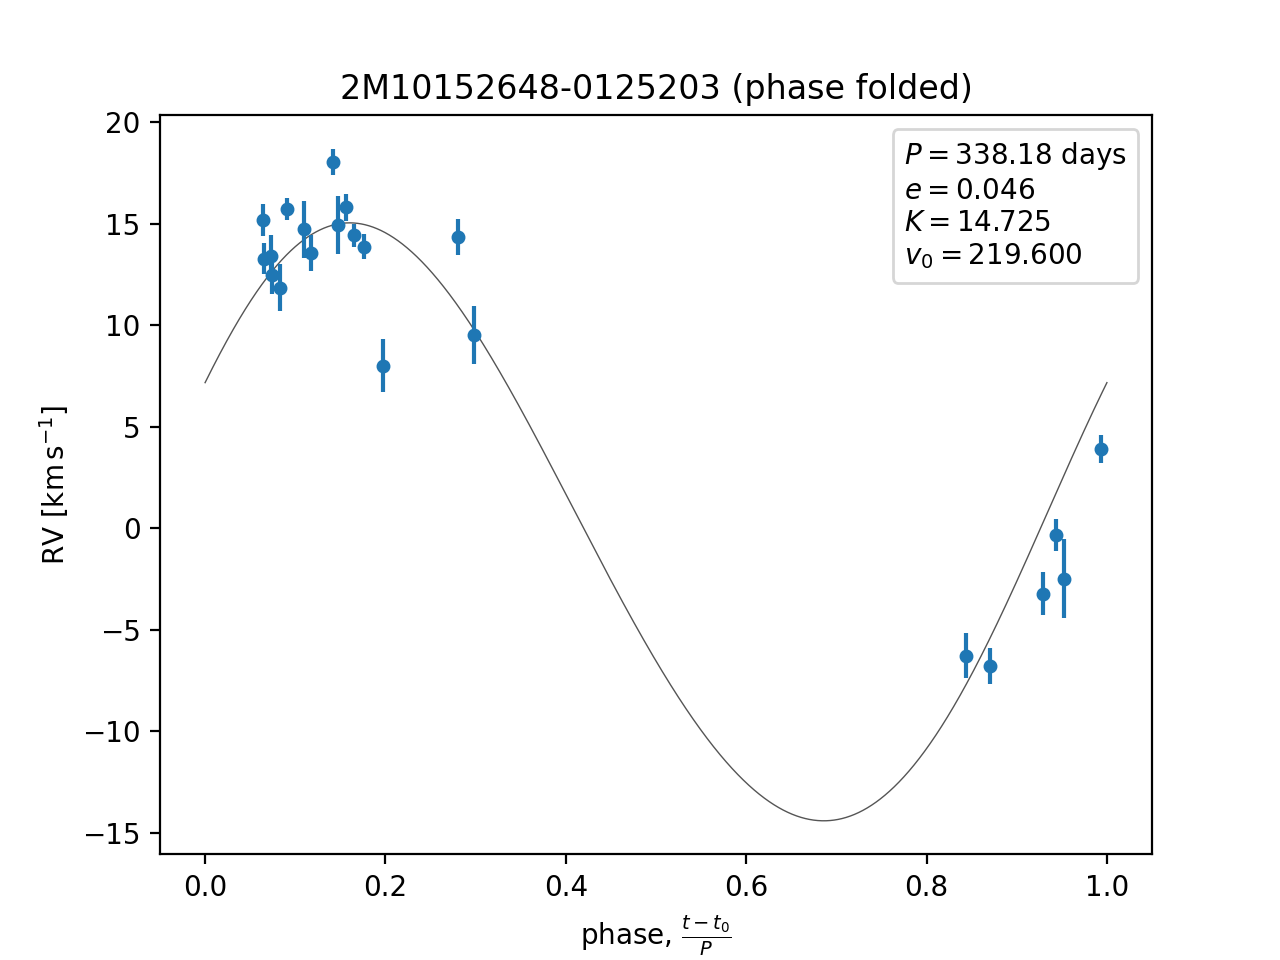 2M10152648-0125203 (phase folded)
P = 338.18 days
e = 0.046
K = 14.725
v₀ = 219.600
20
15
10
5
0
−5
−10
−15
RV [km s⁻¹]
0.0 0.2 0.4 0.6 0.8 1.0
phase, (t − t₀)/P